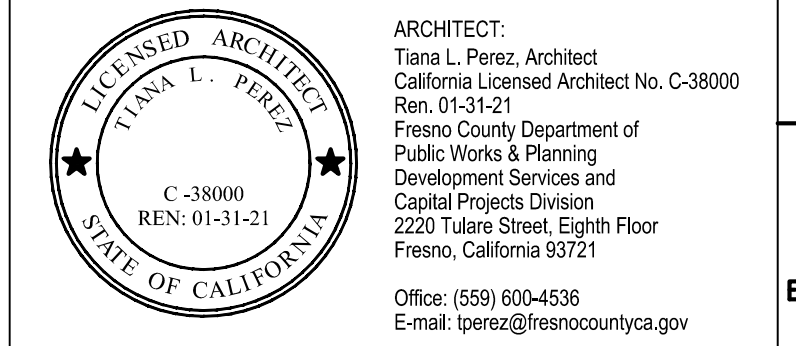 LICENSED ARCHITECT
TIANA L. PEREZ
C -38000
REN: 01-31-21
STATE OF CALIFORNIA
ARCHITECT:
Tiana L. Perez, Architect
California Licensed Architect No. C-38000
Ren. 01-31-21
Fresno County Department of
Public Works & Planning
Development Services and
Capital Projects Division
2220 Tulare Street, Eighth Floor
Fresno, California 93721
Office: (559) 600-4536
E-mail: tperez@fresnocountyca.gov